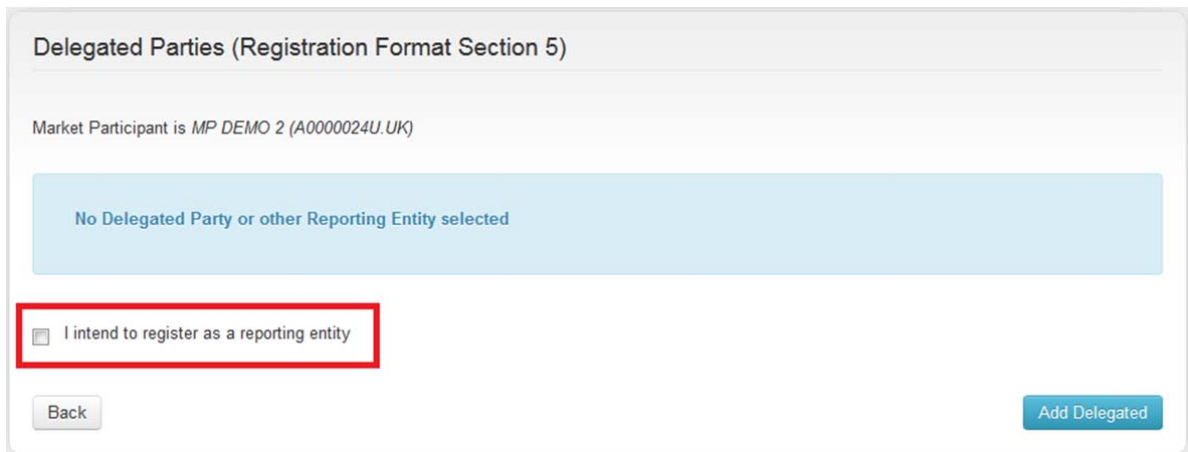 Delegated Parties (Registration Format Section 5)
Market Participant is MP DEMO 2 (A0000024U.UK)
No Delegated Party or other Reporting Entity selected
I intend to register as a reporting entity
Back
Add Delegated